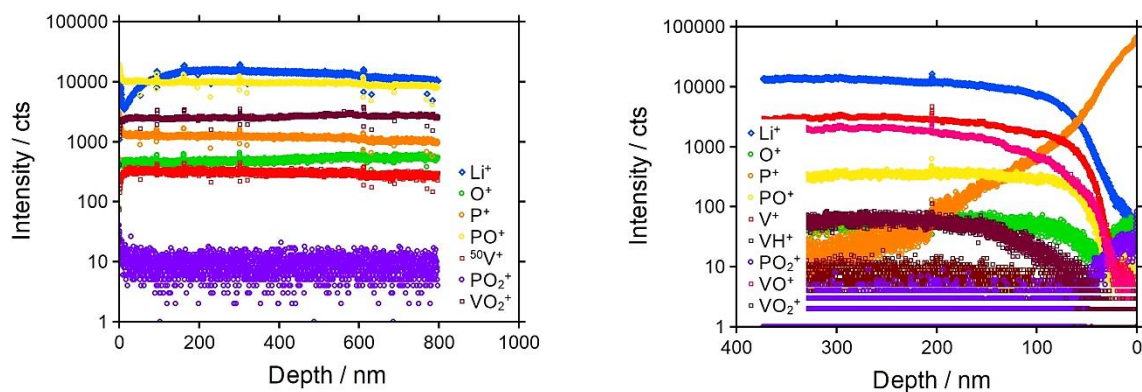 100000
10000
1000
100
10
1
Intensity / cts
Li⁺
O⁺
P⁺
PO⁺
⁵⁰V⁺
PO₂⁺
VO₂⁺
0 200 400 600 800 1000
Depth / nm
100000
10000
1000
100
10
1
Intensity / cts
Li⁺
O⁺
P⁺
PO⁺
V⁺
VH⁺
PO₂⁺
VO⁺
VO₂⁺
400 300 200 100 0
Depth / nm